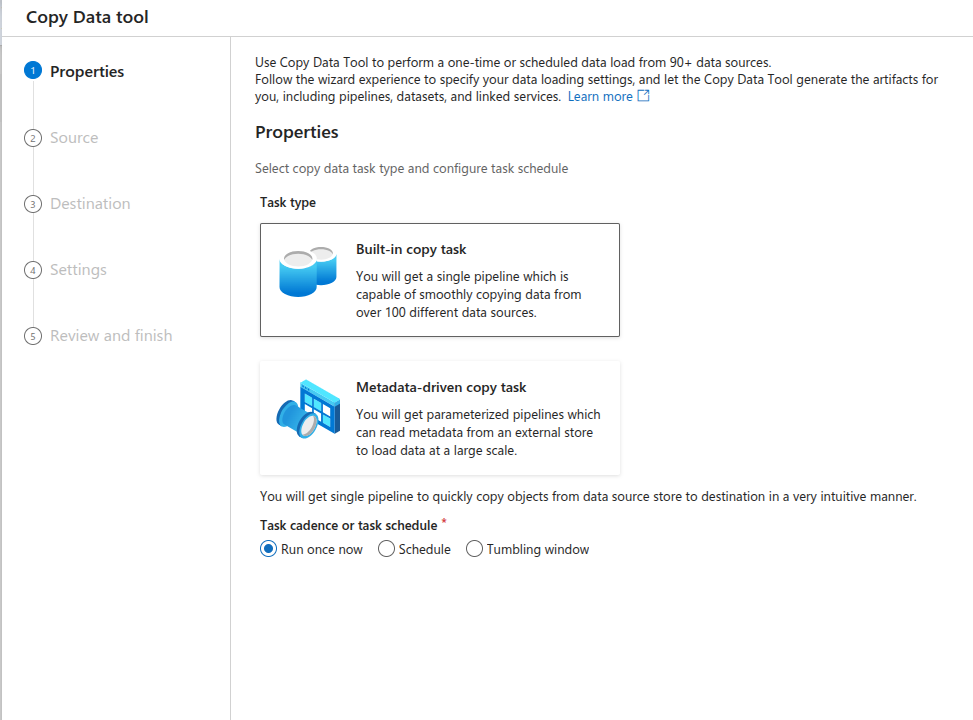 Copy Data tool
1 Properties
2 Source
3 Destination
4 Settings
5 Review and finish
Use Copy Data Tool to perform a one-time or scheduled data load from 90+ data sources.
Follow the wizard experience to specify your data loading settings, and let the Copy Data Tool generate the artifacts for
you, including pipelines, datasets, and linked services. Learn more
Properties
Select copy data task type and configure task schedule
Task type
Built-in copy task
You will get a single pipeline which is
capable of smoothly copying data from
over 100 different data sources.
Metadata-driven copy task
You will get parameterized pipelines which
can read metadata from an external store
to load data at a large scale.
You will get single pipeline to quickly copy objects from data source store to destination in a very intuitive manner.
Task cadence or task schedule *
Run once now Schedule Tumbling window